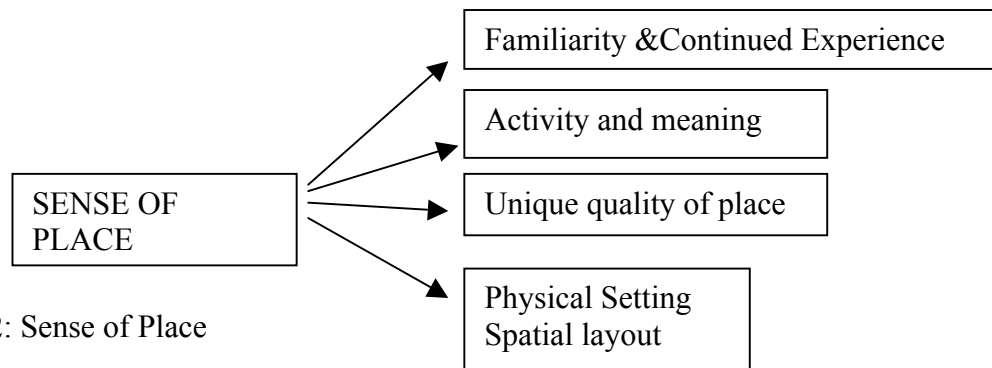 Familiarity &Continued Experience
Activity and meaning
SENSE OF
PLACE
Unique quality of place
Physical Setting
Spatial layout
: Sense of Place